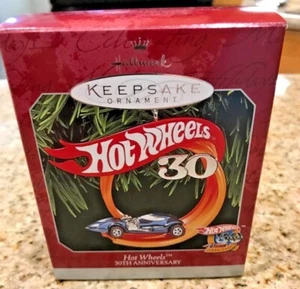 Hallmark
KEEPSAKE
ORNAMENT
HOT WHEELS
30
Hot Wheels™
30TH ANNIVERSARY